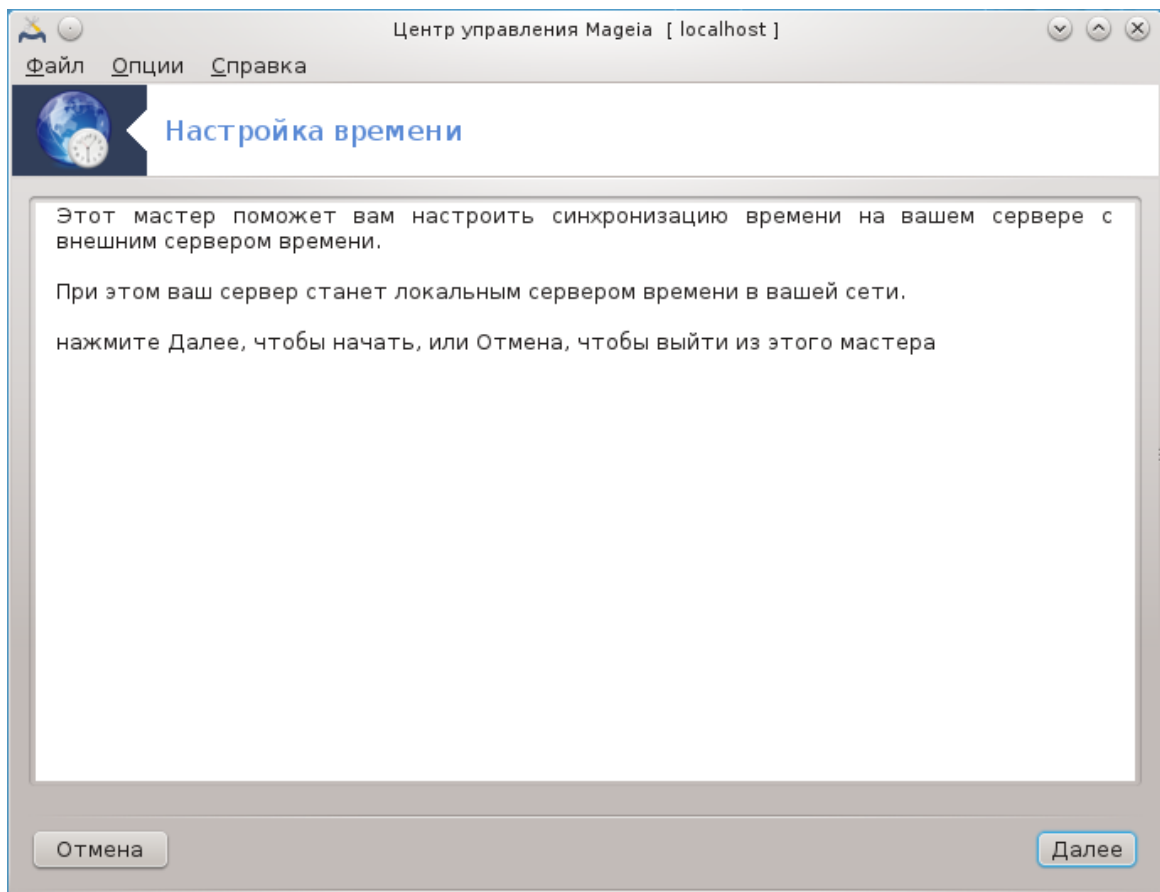 Центр управления Mageia [ localhost ]
Файл Опции Справка
Настройка времени
Этот мастер поможет вам настроить синхронизацию времени на вашем сервере с
внешним сервером времени.
При этом ваш сервер станет локальным сервером времени в вашей сети.
нажмите Далее, чтобы начать, или Отмена, чтобы выйти из этого мастера
Отмена Далее